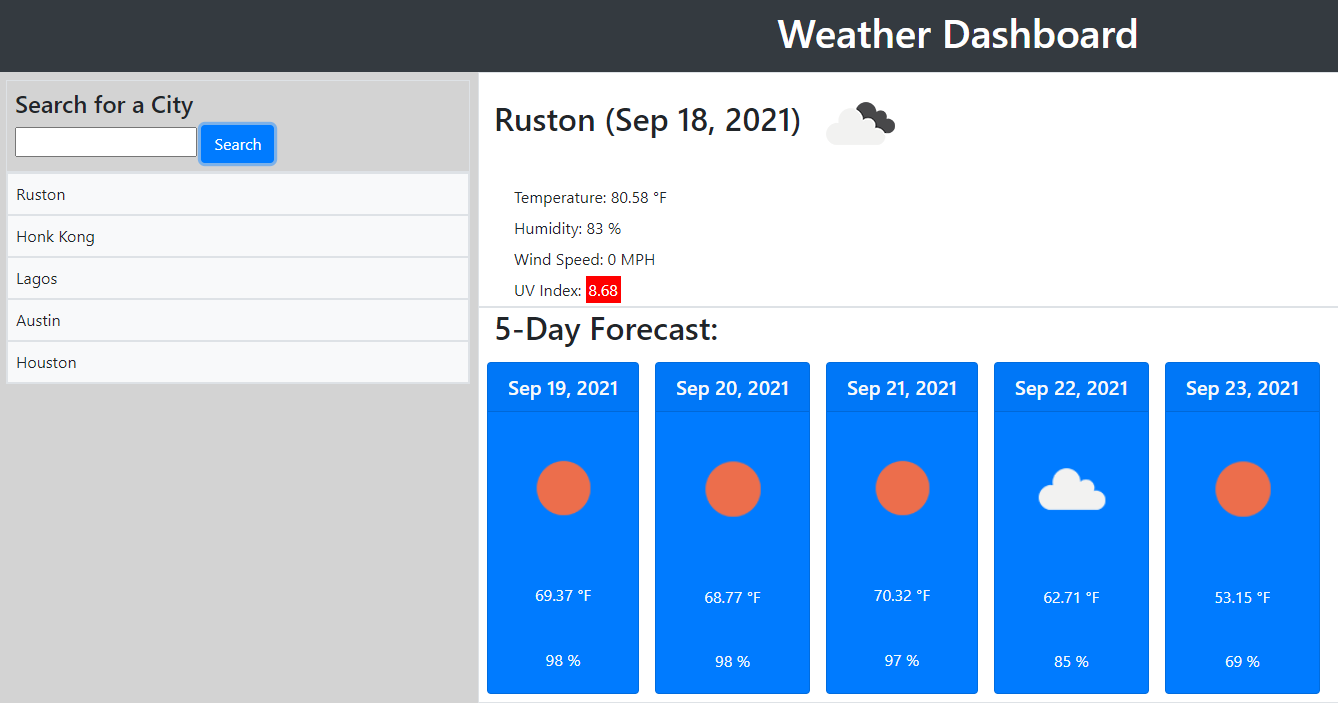 Weather Dashboard
Search for a City
Search
Ruston
Honk Kong
Lagos
Austin
Houston
Ruston (Sep 18, 2021)
Temperature: 80.58 °F
Humidity: 83 %
Wind Speed: 0 MPH
UV Index: 8.68
5-Day Forecast:
Sep 19, 2021
69.37 °F
98 %
Sep 20, 2021
68.77 °F
98 %
Sep 21, 2021
70.32 °F
97 %
Sep 22, 2021
62.71 °F
85 %
Sep 23, 2021
53.15 °F
69 %